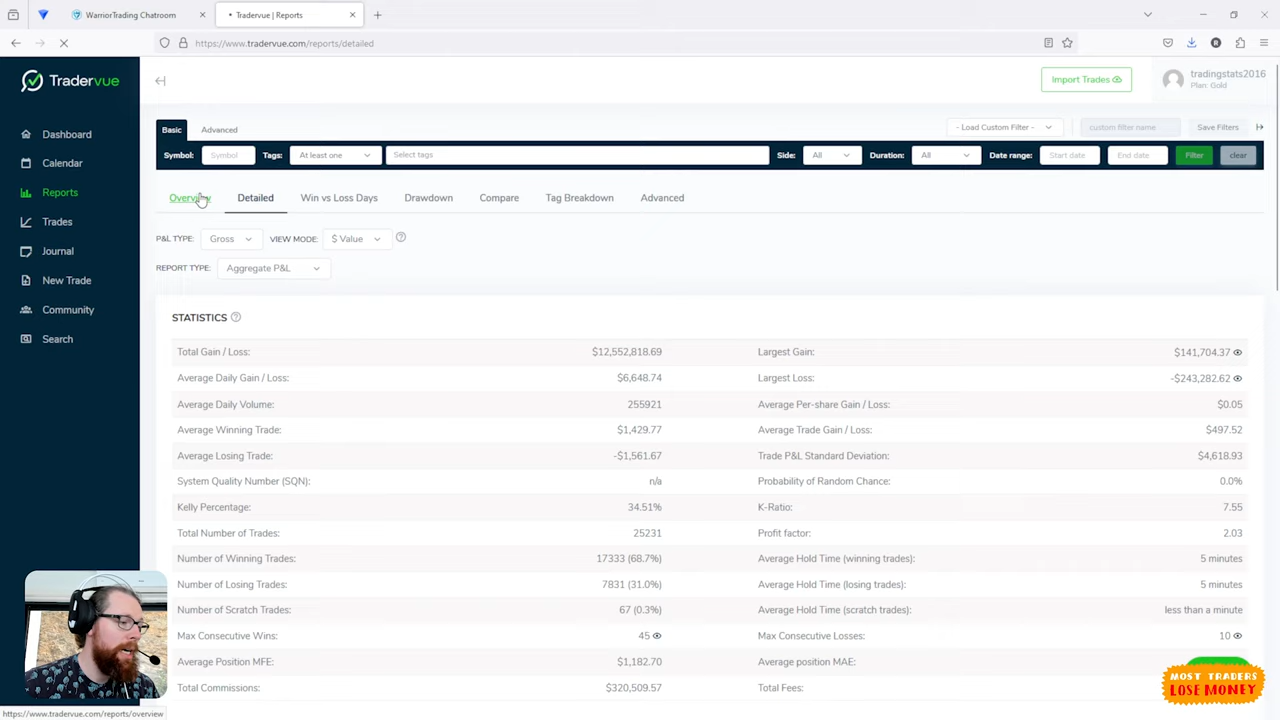 WarriorTrading Chatroom
Tradervue | Reports
https://www.tradervue.com/reports/detailed
Tradervue
Import Trades
tradingstats2016
Plan: Gold
Dashboard
Calendar
Reports
Trades
Journal
New Trade
Community
Search
Basic
Advanced
- Load Custom Filter -
custom filter name
Save Filters
Symbol: Symbol Tags: At least one Select tags Side: All Duration: All Date range: Start date End date Filter clear
Overview Detailed Win vs Loss Days Drawdown Compare Tag Breakdown Advanced
P&L TYPE: Gross VIEW MODE: $ Value
REPORT TYPE: Aggregate P&L
STATISTICS
Total Gain / Loss: $12,552,818.69 Largest Gain: $141,704.37
Average Daily Gain / Loss: $6,648.74 Largest Loss: -$243,282.62
Average Daily Volume: 255921 Average Per-share Gain / Loss: $0.05
Average Winning Trade: $1,429.77 Average Trade Gain / Loss: $497.52
Average Losing Trade: -$1,561.67 Trade P&L Standard Deviation: $4,618.93
System Quality Number (SQN): n/a Probability of Random Chance: 0.0%
Kelly Percentage: 34.51% K-Ratio: 7.55
Total Number of Trades: 25231 Profit factor: 2.03
Number of Winning Trades: 17333 (68.7%) Average Hold Time (winning trades): 5 minutes
Number of Losing Trades: 7831 (31.0%) Average Hold Time (losing trades): 5 minutes
Number of Scratch Trades: 67 (0.3%) Average Hold Time (scratch trades): less than a minute
Max Consecutive Wins: 45 Max Consecutive Losses: 10
Average Position MFE: $1,182.70 Average position MAE:
Total Commissions: $320,509.57 Total Fees:
MOST TRADERS
LOSE MONEY
https://www.tradervue.com/reports/overview